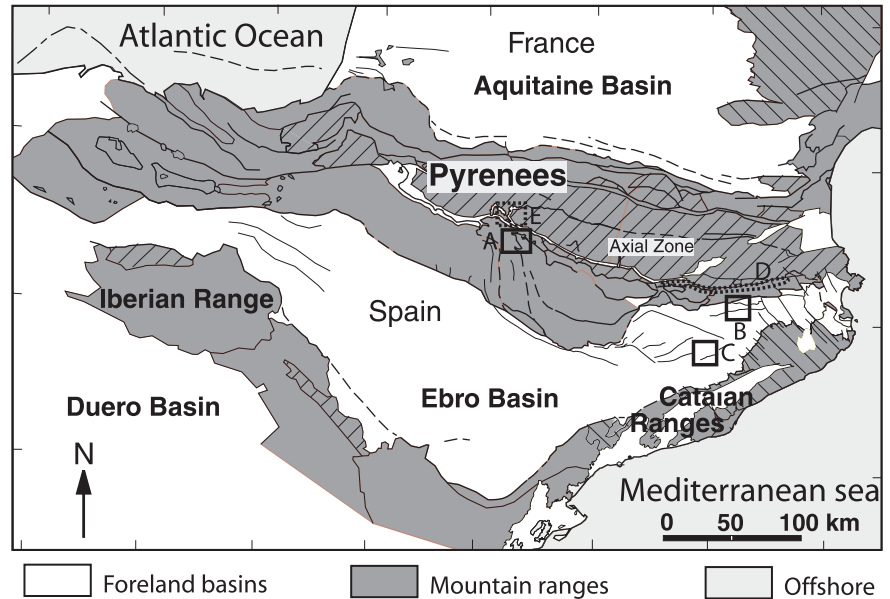 Atlantic Ocean
France
Aquitaine Basin
Pyrenees
E
A
Axial Zone
D
Iberian Range
Spain
B
C
Duero Basin
Ebro Basin
Catalan
Ranges
N
Mediterranean sea
0 50 100 km
Foreland basins
Mountain ranges
Offshore